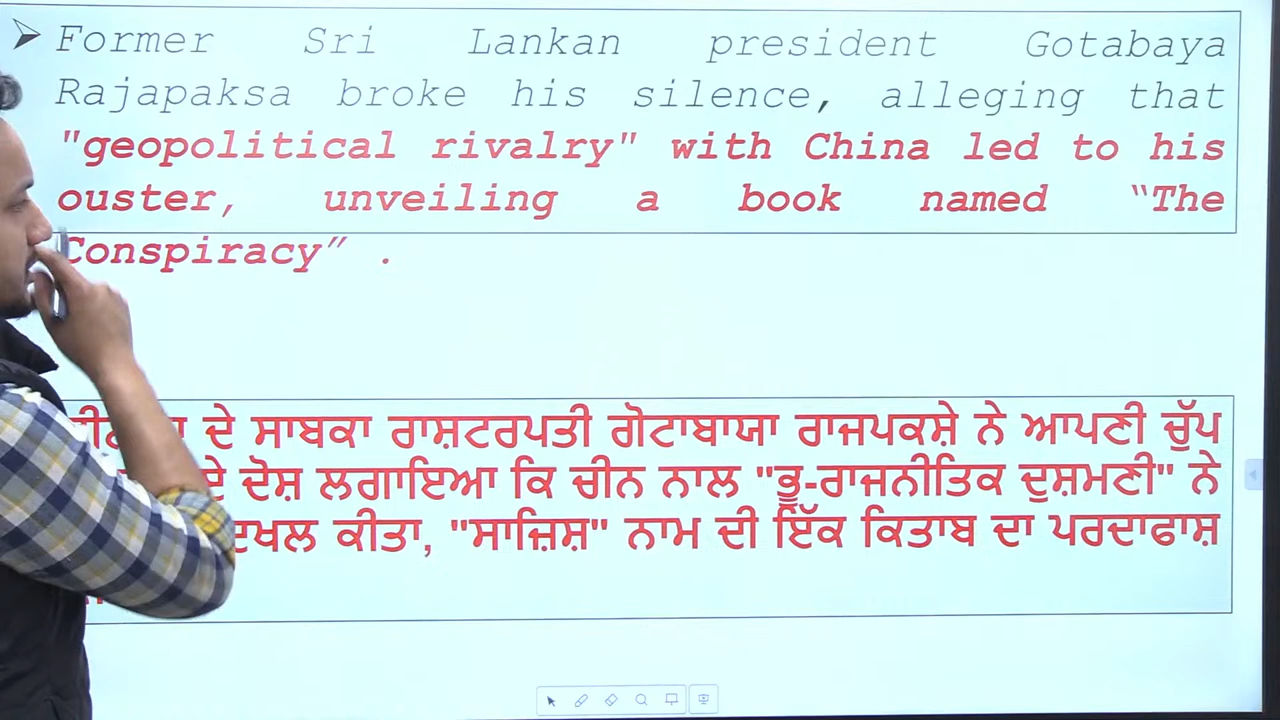 ➢ Former Sri Lankan president Gotabaya
Rajapaksa broke his silence, alleging that
"geopolitical rivalry" with China led to his
ouster, unveiling a book named “The
Conspiracy” .
ਦੇ ਸਾਬਕਾ ਰਾਸ਼ਟਰਪਤੀ ਗੋਟਾਬਾਯਾ ਰਾਜਪਕਸ਼ੇ ਨੇ ਆਪਣੀ ਚੁੱਪ
ਦੋਸ਼ ਲਗਾਇਆ ਕਿ ਚੀਨ ਨਾਲ "ਭੂ-ਰਾਜਨੀਤਿਕ ਦੁਸ਼ਮਣੀ" ਨੇ
ਕੀਤਾ, "ਸਾਜ਼ਿਸ਼" ਨਾਮ ਦੀ ਇੱਕ ਕਿਤਾਬ ਦਾ ਪਰਦਾਫਾਸ਼